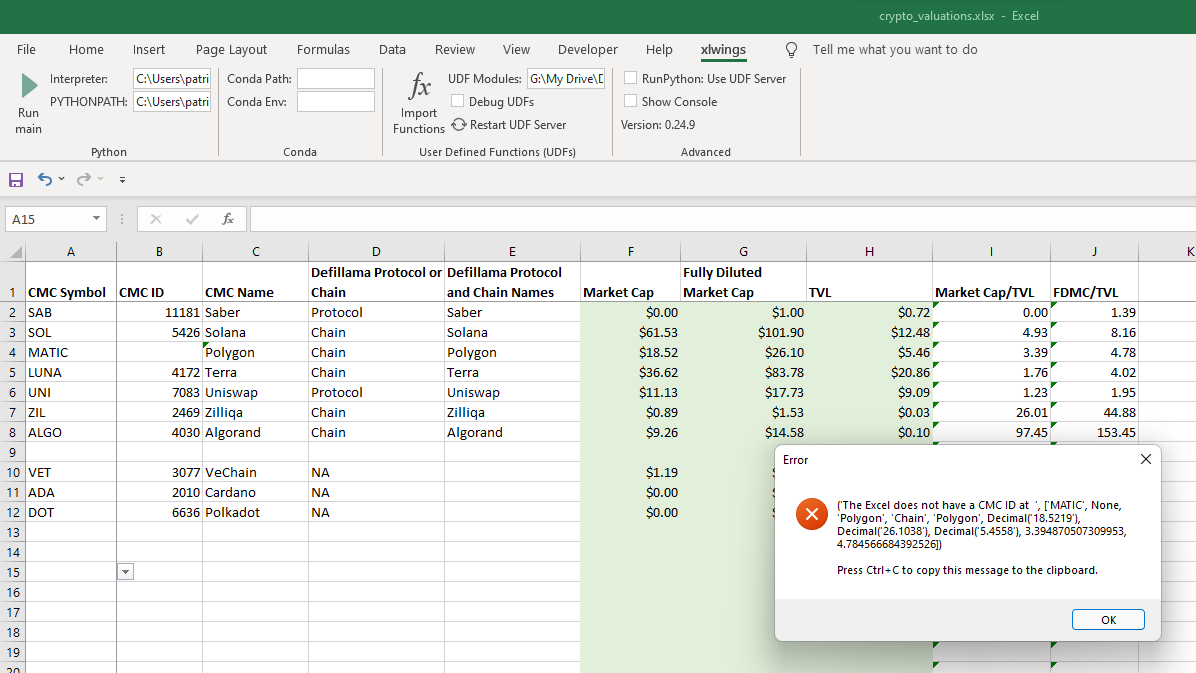 crypto_valuations.xlsx - Excel
File Home Insert Page Layout Formulas Data Review View Developer Help xlwings Tell me what you want to do
Run main
Interpreter: C:\Users\patri
PYTHONPATH: C:\Users\patri
Python
Conda Path:
Conda Env:
Conda
fx
Import Functions
UDF Modules: G:\My Drive\D
Debug UDFs
Restart UDF Server
User Defined Functions (UDFs)
RunPython: Use UDF Server
Show Console
Version: 0.24.9
Advanced
A15 fx
A B C D E F G H I J K
1 CMC Symbol CMC ID CMC Name Defillama Protocol or Chain Defillama Protocol and Chain Names Market Cap Fully Diluted Market Cap TVL Market Cap/TVL FDMC/TVL
2 SAB 11181 Saber Protocol Saber $0.00 $1.00 $0.72 0.00 1.39
3 SOL 5426 Solana Chain Solana $61.53 $101.90 $12.48 4.93 8.16
4 MATIC Polygon Chain Polygon $18.52 $26.10 $5.46 3.39 4.78
5 LUNA 4172 Terra Chain Terra $36.62 $83.78 $20.86 1.76 4.02
6 UNI 7083 Uniswap Protocol Uniswap $11.13 $17.73 $9.09 1.23 1.95
7 ZIL 2469 Zilliqa Chain Zilliqa $0.89 $1.53 $0.03 26.01 44.88
8 ALGO 4030 Algorand Chain Algorand $9.26 $14.58 $0.10 97.45 153.45
9
10 VET 3077 VeChain NA $1.19
11 ADA 2010 Cardano NA $0.00
12 DOT 6636 Polkadot NA $0.00
13
14
15
16
17
18
19
20
Error
('The Excel does not have a CMC ID at ', ['MATIC', None,
'Polygon', 'Chain', 'Polygon', Decimal('18.5219'),
Decimal('26.1038'), Decimal('5.4558'), 3.394870507309953,
4.784566684392526])
Press Ctrl+C to copy this message to the clipboard.
OK